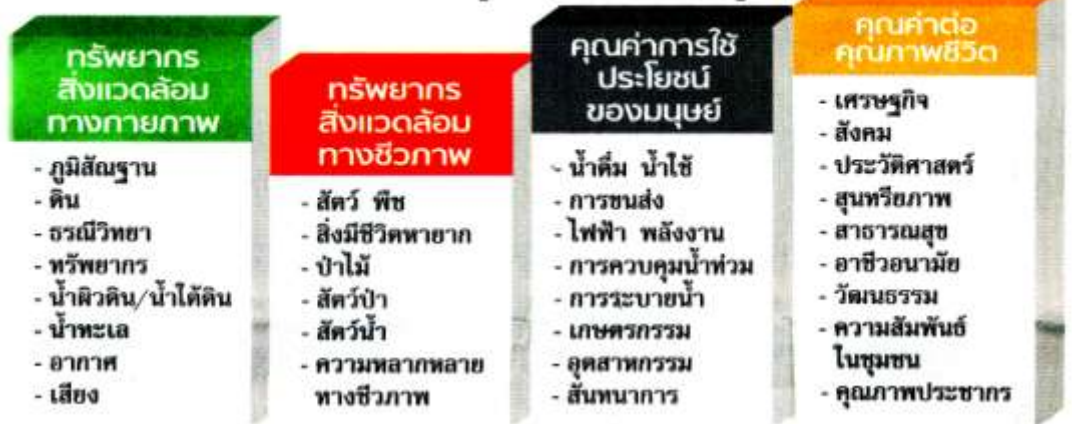 ทรัพยากร
สิ่งแวดล้อม
ทางกายภาพ
- ภูมิสัณฐาน
- ดิน
- ธรณีวิทยา
- ทรัพยากร
- น้ำผิวดิน/น้ำใต้ดิน
- น้ำทะเล
- อากาศ
- เสียง
ทรัพยากร
สิ่งแวดล้อม
ทางชีวภาพ
- สัตว์ พืช
- สิ่งมีชีวิตหายาก
- ป่าไม้
- สัตว์ป่า
- สัตว์น้ำ
- ความหลากหลาย
ทางชีวภาพ
คุณค่าการใช้
ประโยชน์
ของมนุษย์
- น้ำดื่ม น้ำใช้
- การขนส่ง
- ไฟฟ้า พลังงาน
- การควบคุมน้ำท่วม
- การระบายน้ำ
- เกษตรกรรม
- อุตสาหกรรม
- สันทนาการ
คุณค่าต่อ
คุณภาพชีวิต
- เศรษฐกิจ
- สังคม
- ประวัติศาสตร์
- สุนทรียภาพ
- สาธารณสุข
- อาชีวอนามัย
- วัฒนธรรม
- ความสัมพันธ์
ในชุมชน
- คุณภาพประชากร